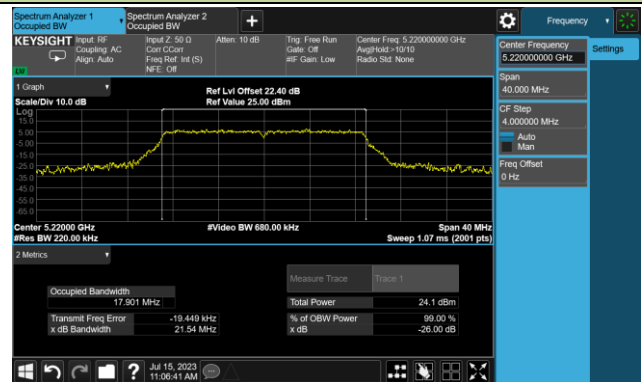 Spectrum Analyzer 1
Occupied BW
Spectrum Analyzer 2
Occupied BW
+
Frequency
KEYSIGHT
Input: RF
Coupling: AC
Align: Auto
Input Z: 50 Ω
Corr CCorr
Freq Ref: Int (S)
NFE: Off
Atten: 10 dB
Trig: Free Run
Gate: Off
#IF Gain: Low
Center Freq: 5.220000000 GHz
Avg|Hold:>10/10
Radio Std: None
Center Frequency
5.220000000 GHz
Settings
Span
40.000 MHz
CF Step
4.000000 MHz
Auto
Man
Freq Offset
0 Hz
1 Graph
Scale/Div 10.0 dB
Ref Lvl Offset 22.40 dB
Ref Value 25.00 dBm
Log
15.0
5.00
-5.00
-15.0
-25.0
-35.0
-45.0
-55.0
-65.0
Center 5.22000 GHz
#Res BW 220.00 kHz
#Video BW 680.00 kHz
Span 40 MHz
Sweep 1.07 ms (2001 pts)
2 Metrics
Measure Trace
Trace 1
Occupied Bandwidth
17.901 MHz
Total Power
24.1 dBm
Transmit Freq Error
-19.449 kHz
% of OBW Power
99.00 %
x dB Bandwidth
21.54 MHz
x dB
-26.00 dB
?
Jul 15, 2023
11:06:41 AM